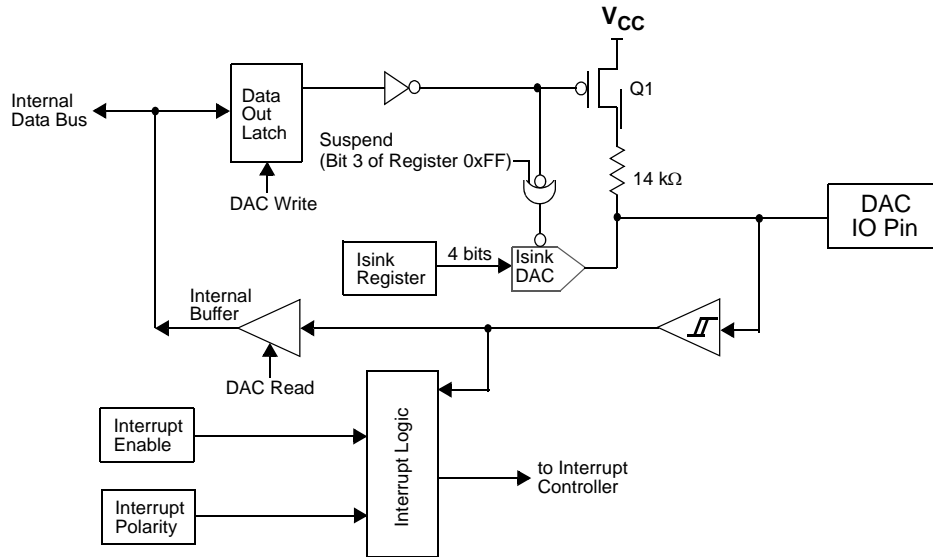 VCC
Internal
Data Bus
Data
Out
Latch
Q1
Suspend
(Bit 3 of Register 0xFF)
14 kΩ
DAC Write
DAC
IO Pin
Isink
Register
4 bits
Isink
DAC
Internal
Buffer
DAC Read
Interrupt
Enable
Interrupt Logic
to Interrupt
Controller
Interrupt
Polarity